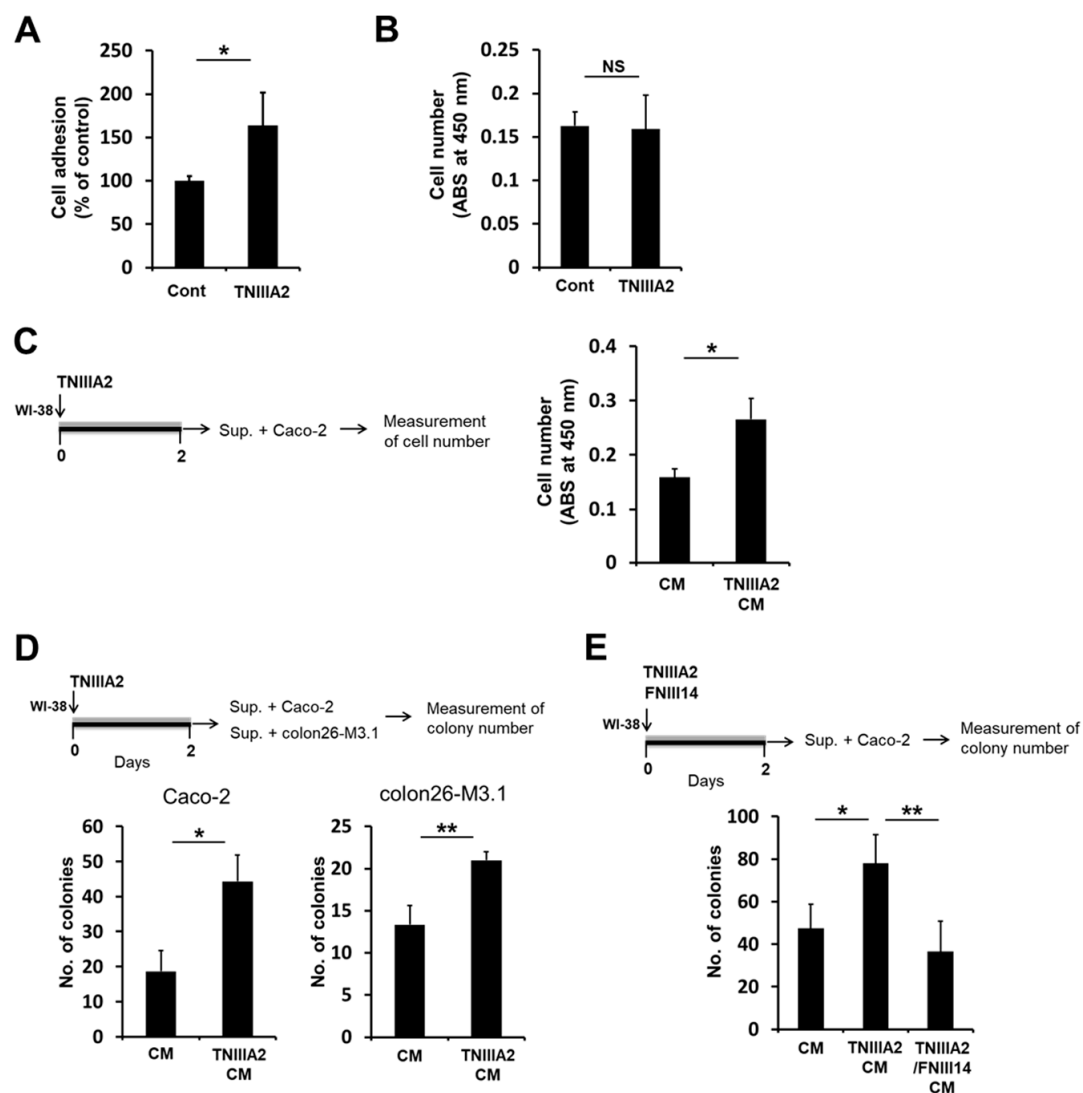 A
Cell adhesion
(% of control)
250
200
150
100
50
0
*
Cont
TNIIIA2
B
Cell number
(ABS at 450 nm)
0.25
0.2
0.15
0.1
0.05
0
NS
Cont
TNIIIA2
C
TNIIIA2
WI-38
0
2
Sup. + Caco-2
Measurement
of cell number
Cell number
(ABS at 450 nm)
0.4
0.3
0.2
0.1
0
*
CM
TNIIIA2
CM
D
TNIIIA2
WI-38
0
2
Days
Sup. + Caco-2
Sup. + colon26-M3.1
Measurement of
colony number
Caco-2
No. of colonies
60
50
40
30
20
10
0
*
CM
TNIIIA2
CM
colon26-M3.1
No. of colonies
25
20
15
10
5
0
**
CM
TNIIIA2
CM
E
TNIIIA2
FNIII14
WI-38
0
2
Days
Sup. + Caco-2
Measurement of
colony number
No. of colonies
100
80
60
40
20
0
*
**
CM
TNIIIA2
CM
TNIIIA2
/FNIII14
CM